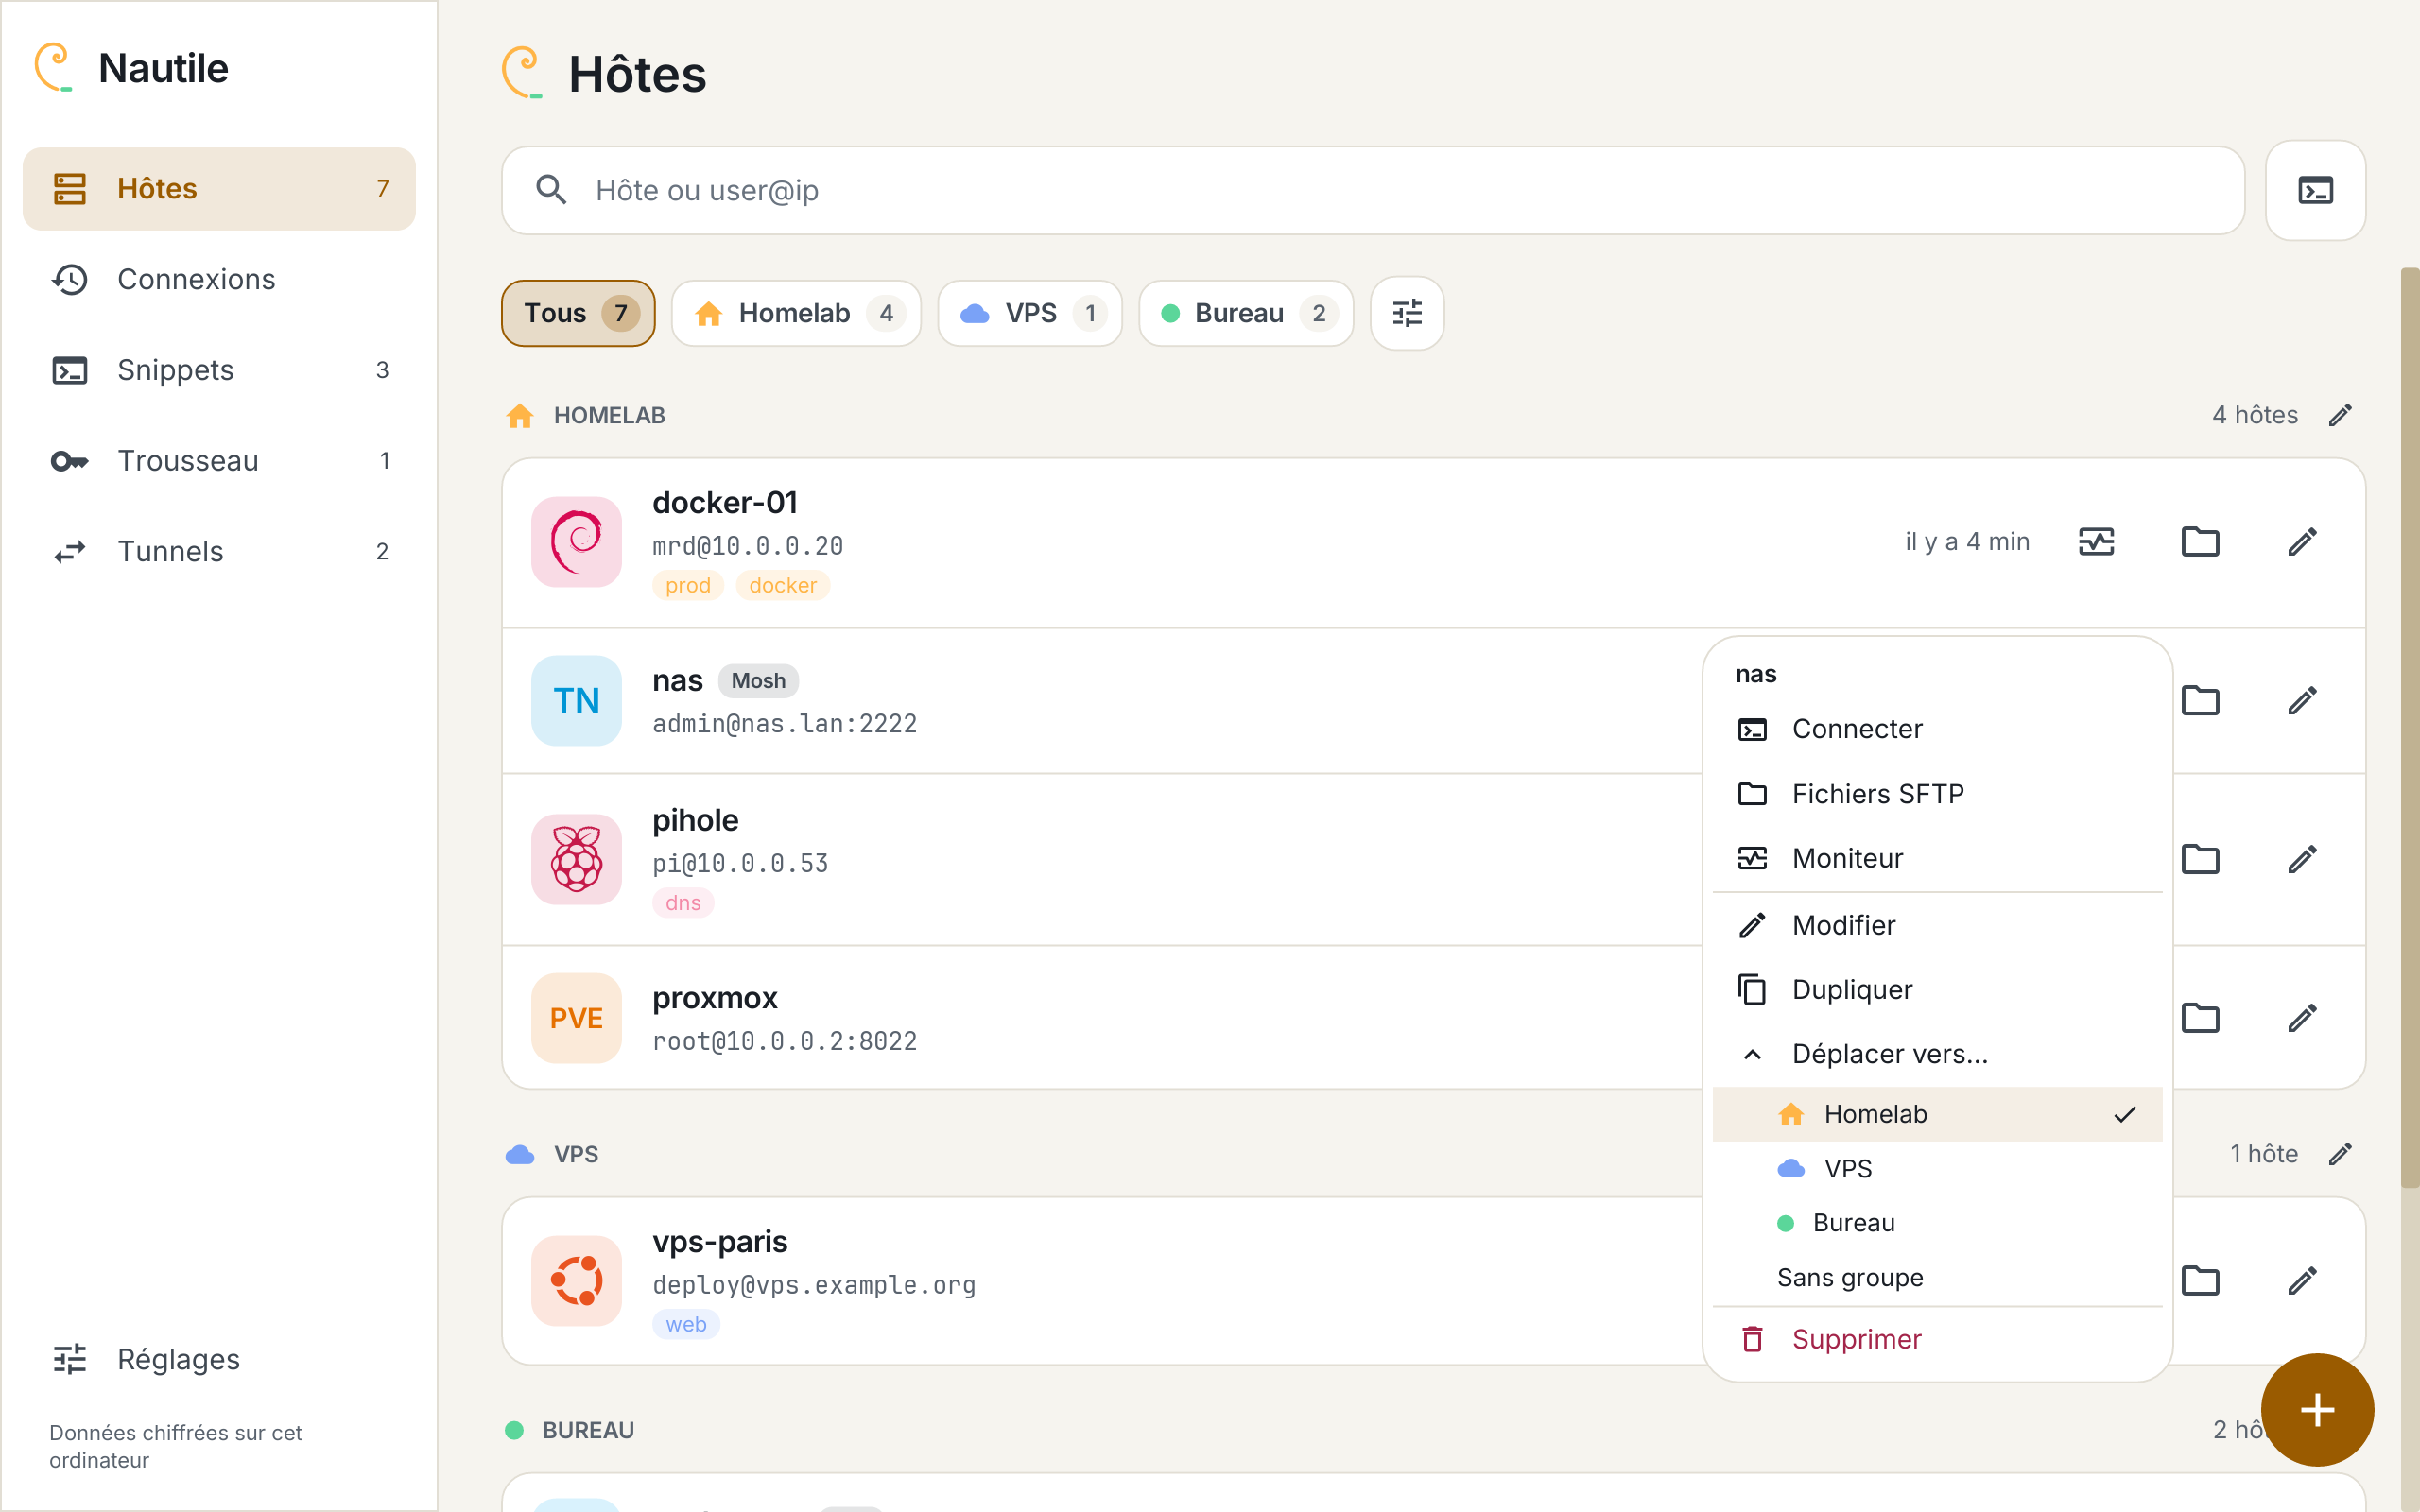 Nautile
Hôtes 7
Connexions
Snippets 3
Trousseau 1
Tunnels 2
Réglages
Données chiffrées sur cet
ordinateur
Hôtes
Hôte ou user@ip
Tous 7 Homelab 4 VPS 1 Bureau 2
HOMELAB 4 hôtes
docker-01
mrd@10.0.0.20
il y a 4 min
prod docker
TN
nas Mosh
admin@nas.lan:2222
pihole
pi@10.0.0.53
dns
PVE
proxmox
root@10.0.0.2:8022
VPS 1 hôte
vps-paris
deploy@vps.example.org
web
BUREAU 2
nas
Connecter
Fichiers SFTP
Moniteur
Modifier
Dupliquer
Déplacer vers...
Homelab
VPS
Bureau
Sans groupe
Supprimer